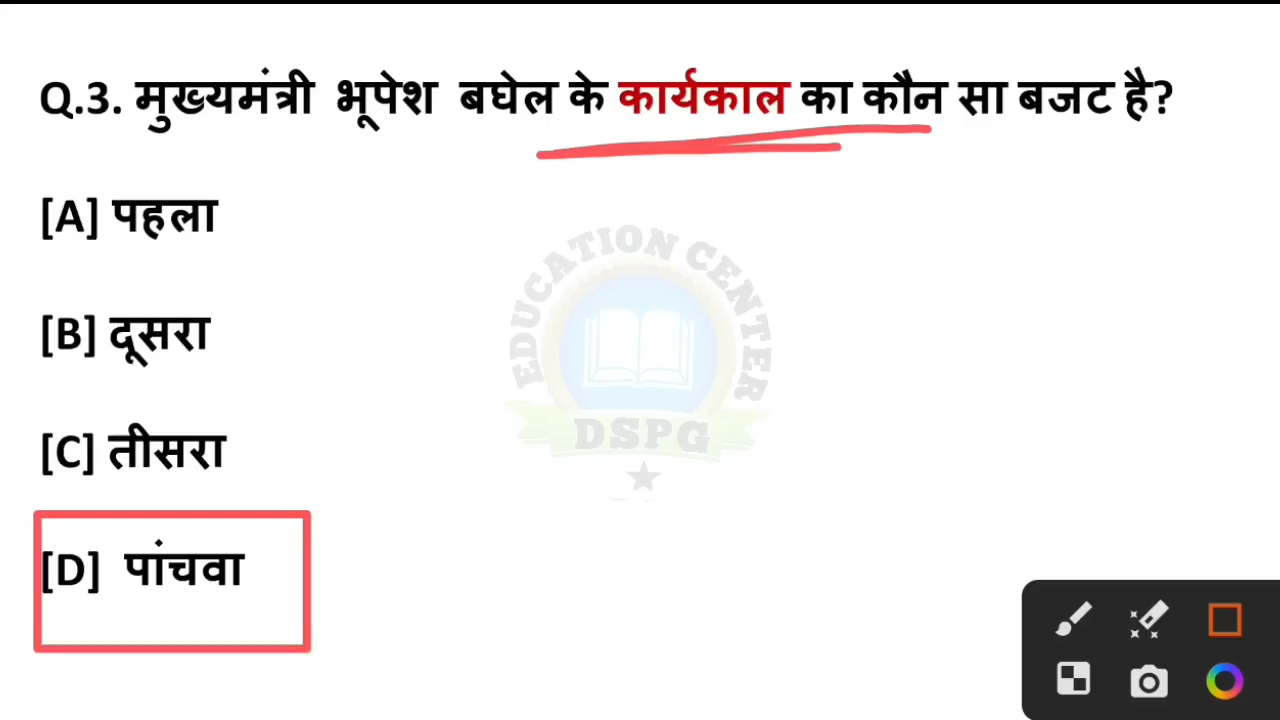 Q.3. मुख्यमंत्री भूपेश बघेल के कार्यकाल का कौन सा बजट है?
[A] पहला
[B] दूसरा
EDUCATION CENTER
DSPG
[C] तीसरा
[D] पांचवा